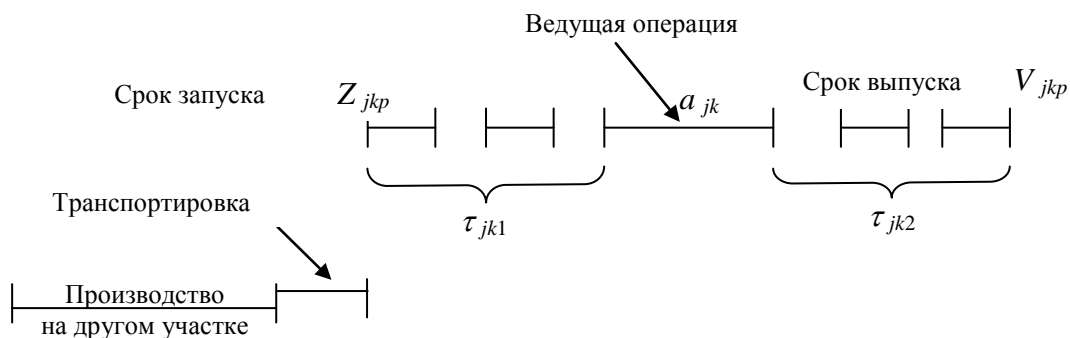 Ведущая операция
Срок запуска
Z jkp
a jk
Срок выпуска
V jkp
τ jk1
τ jk2
Транспортировка
Производство
на другом участке